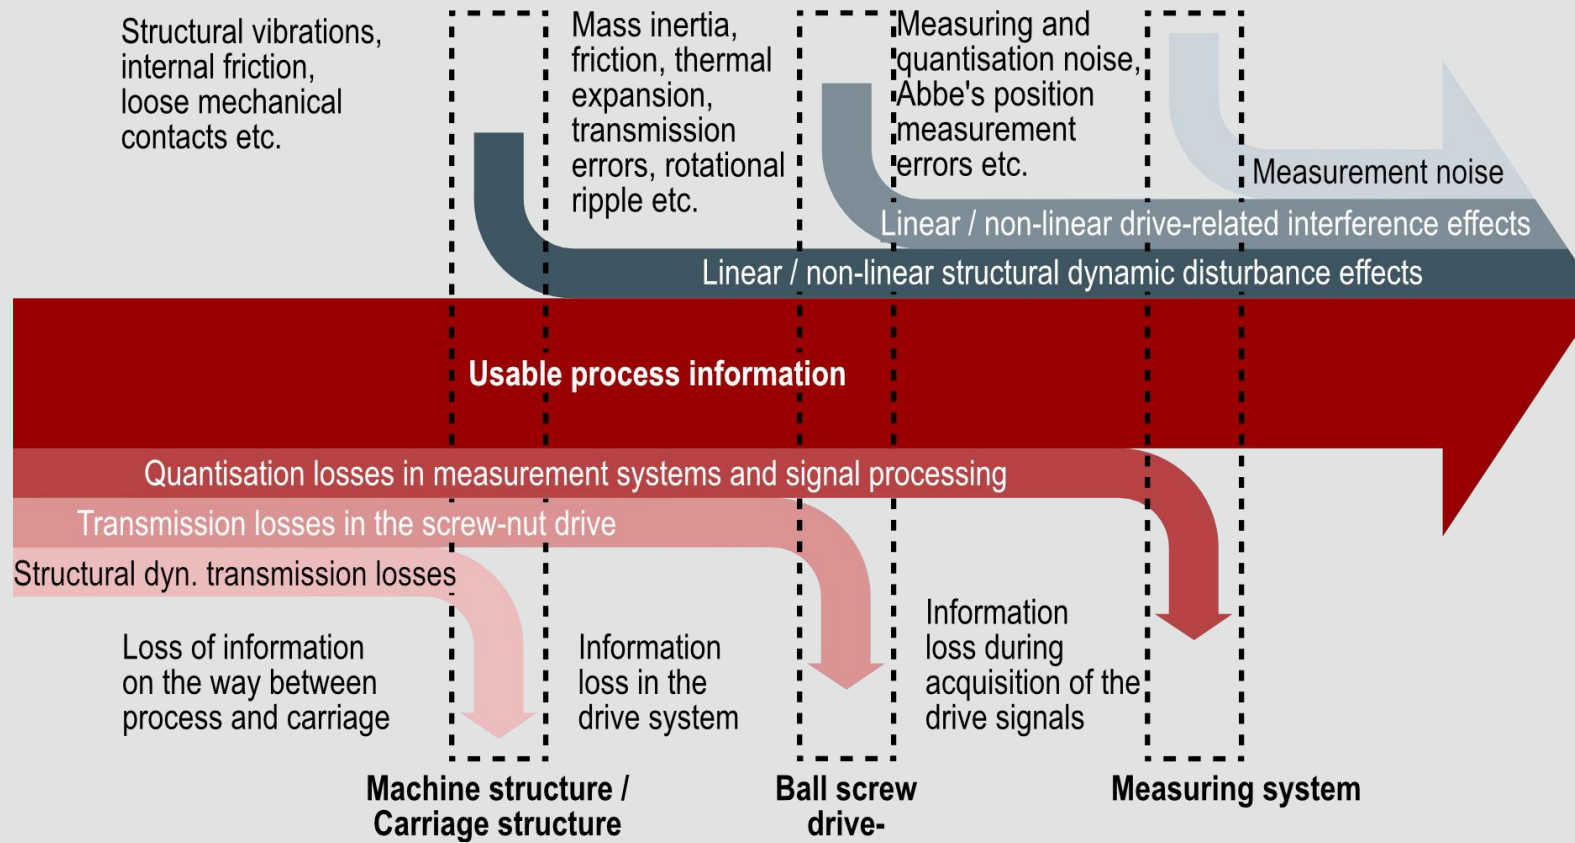 Structural vibrations,
internal friction,
loose mechanical
contacts etc.
Mass inertia,
friction, thermal
expansion,
transmission
errors, rotational
ripple etc.
Measuring and
quantisation noise,
Abbe's position
measurement
errors etc.
Measurement noise
Linear / non-linear drive-related interference effects
Linear / non-linear structural dynamic disturbance effects
Usable process information
Quantisation losses in measurement systems and signal processing
Transmission losses in the screw-nut drive
Structural dyn. transmission losses
Loss of information
on the way between
process and carriage
Information
loss in the
drive system
Information
loss during
acquisition of the
drive signals
Machine structure /
Carriage structure
Ball screw
drive-
Measuring system